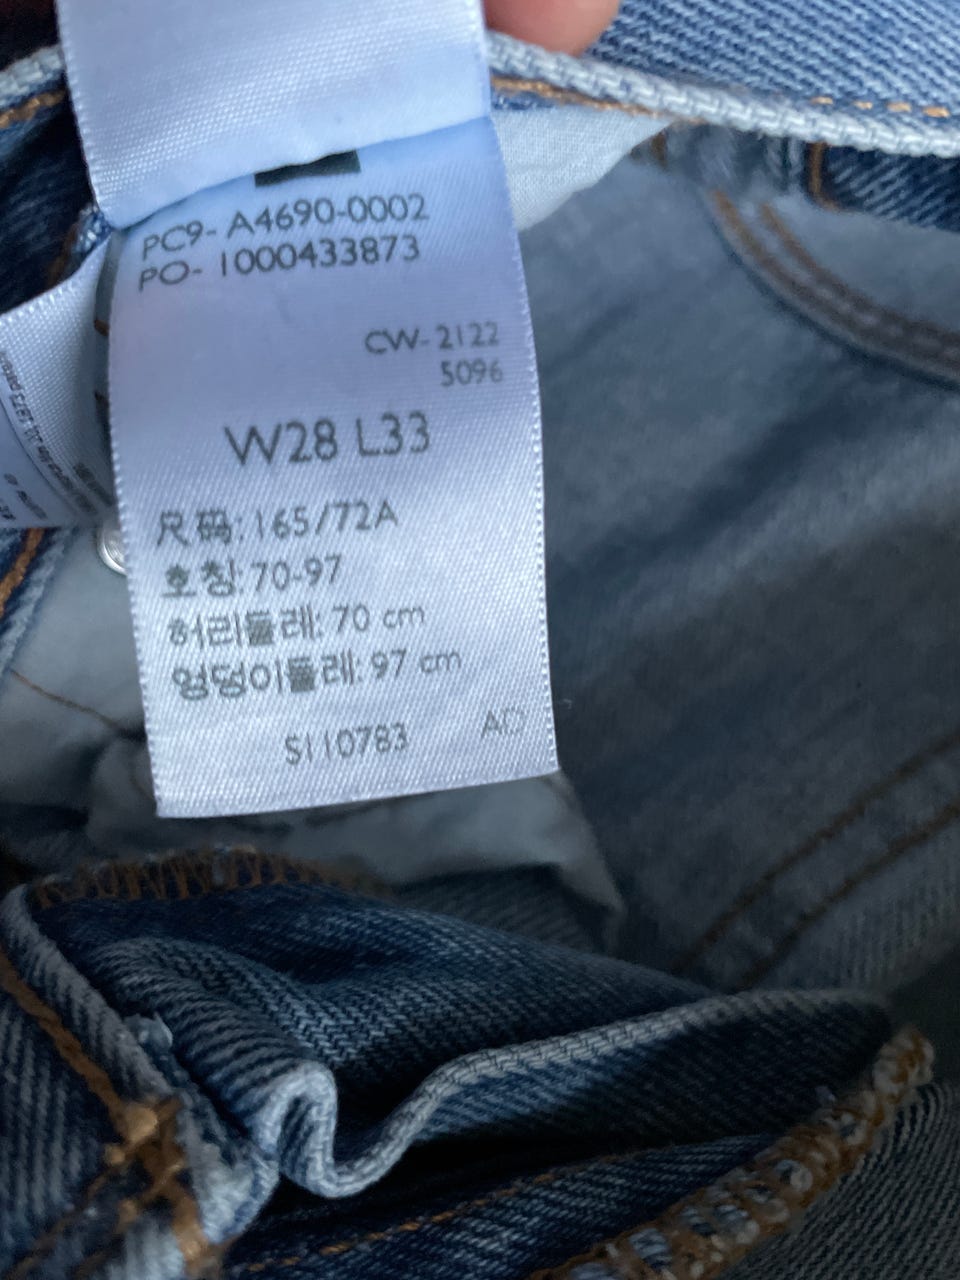 PC9- A4690-0002
PO- 1000433873
CW- 2122
5096
W28 L33
尺码: 165/72A
호칭: 70-97
허리둘레: 70 cm
엉덩이둘레: 97 cm
S110783
AD